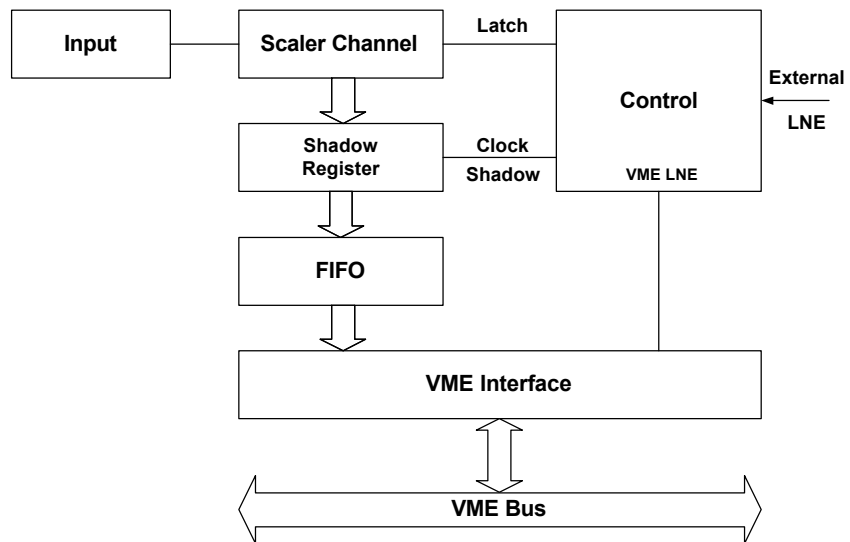 Input
Scaler Channel
Latch
Control
External
LNE
Shadow
Register
Clock
Shadow
VME LNE
FIFO
VME Interface
VME Bus